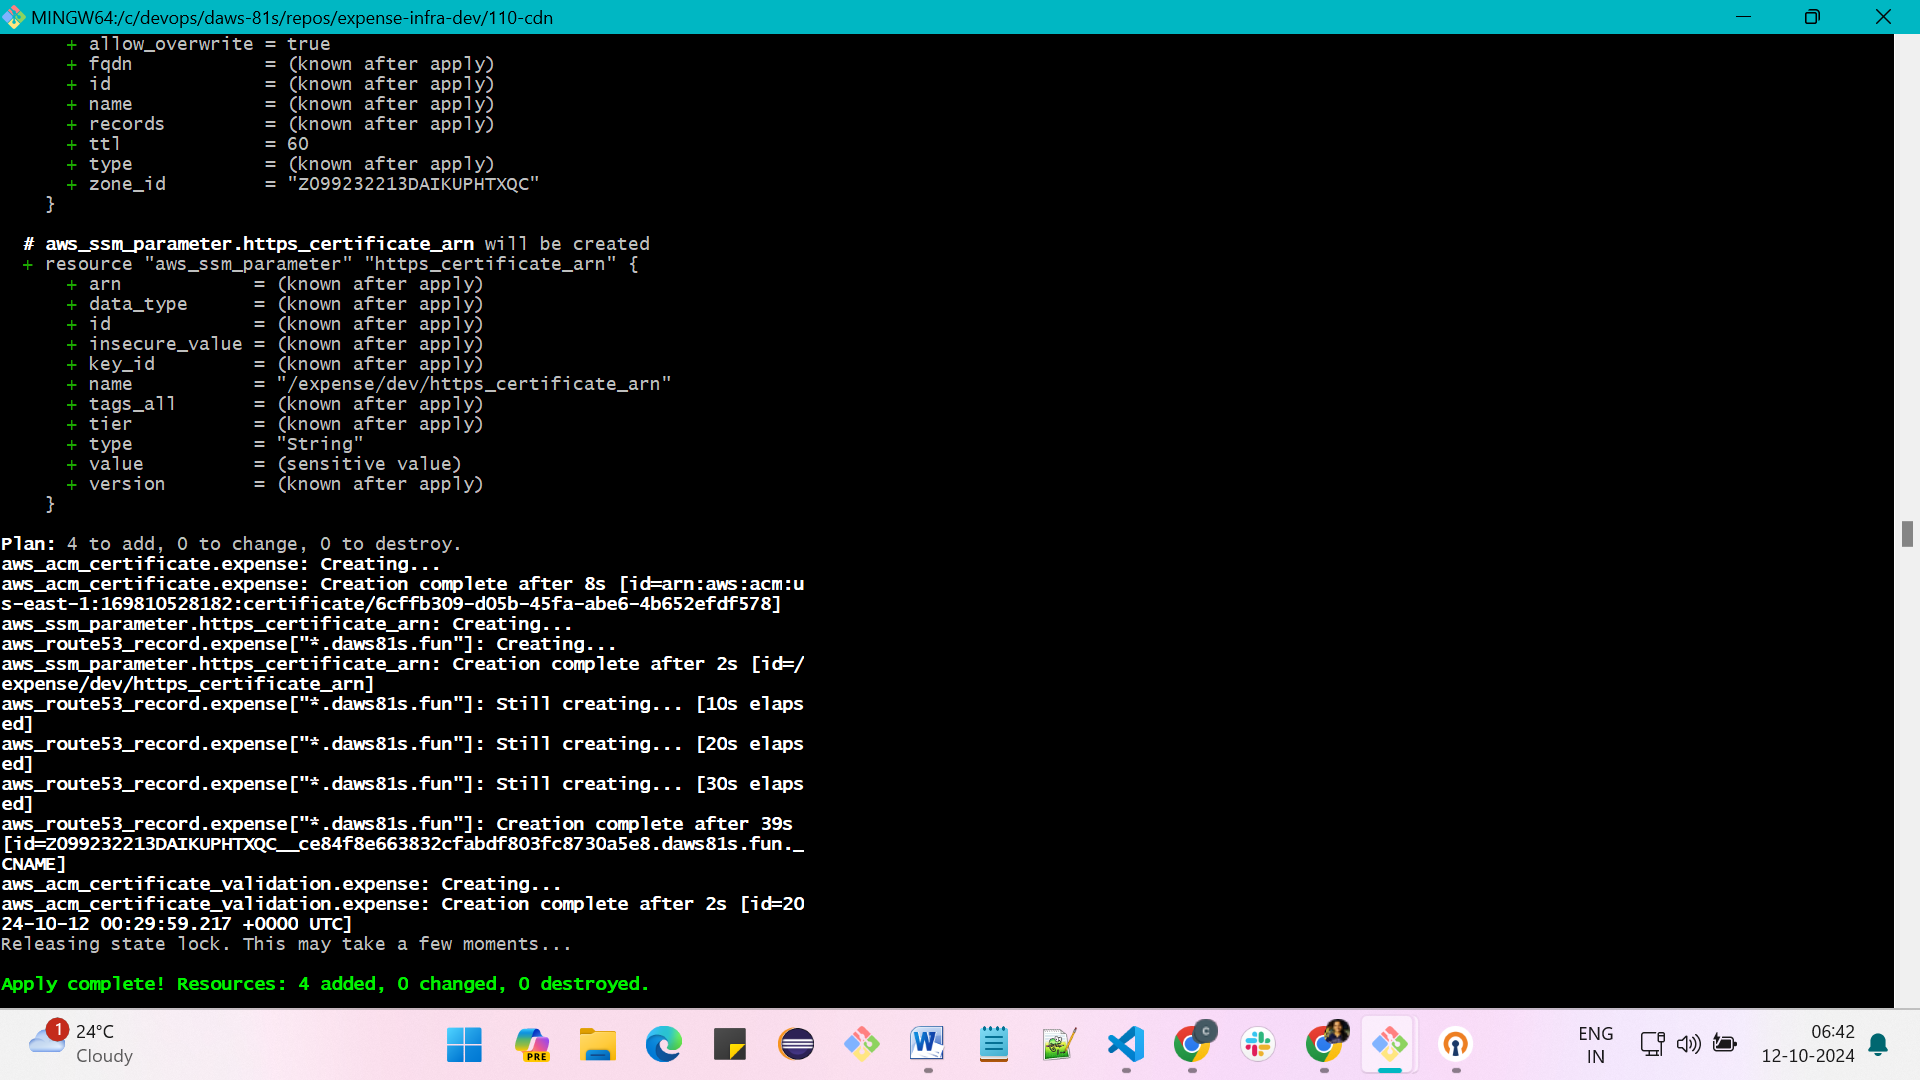 MINGW64:/c/devops/daws-81s/repos/expense-infra-dev/110-cdn
+ allow_overwrite = true
+ fqdn            = (known after apply)
+ id              = (known after apply)
+ name            = (known after apply)
+ records         = (known after apply)
+ ttl             = 60
+ type            = (known after apply)
+ zone_id         = "Z099232213DAIKUPHTXQC"
}
# aws_ssm_parameter.https_certificate_arn will be created
+ resource "aws_ssm_parameter" "https_certificate_arn" {
+ arn            = (known after apply)
+ data_type      = (known after apply)
+ id             = (known after apply)
+ insecure_value = (known after apply)
+ key_id         = (known after apply)
+ name           = "/expense/dev/https_certificate_arn"
+ tags_all       = (known after apply)
+ tier           = (known after apply)
+ type           = "String"
+ value          = (sensitive value)
+ version        = (known after apply)
}
Plan: 4 to add, 0 to change, 0 to destroy.
aws_acm_certificate.expense: Creating...
aws_acm_certificate.expense: Creation complete after 8s [id=arn:aws:acm:u
s-east-1:169810528182:certificate/6cffb309-d05b-45fa-abe6-4b652efdf578]
aws_ssm_parameter.https_certificate_arn: Creating...
aws_route53_record.expense["*.daws81s.fun"]: Creating...
aws_ssm_parameter.https_certificate_arn: Creation complete after 2s [id=/
expense/dev/https_certificate_arn]
aws_route53_record.expense["*.daws81s.fun"]: Still creating... [10s elaps
ed]
aws_route53_record.expense["*.daws81s.fun"]: Still creating... [20s elaps
ed]
aws_route53_record.expense["*.daws81s.fun"]: Still creating... [30s elaps
ed]
aws_route53_record.expense["*.daws81s.fun"]: Creation complete after 39s
[id=Z099232213DAIKUPHTXQC__ce84f8e663832cfabdf803fc8730a5e8.daws81s.fun._
CNAME]
aws_acm_certificate_validation.expense: Creating...
aws_acm_certificate_validation.expense: Creation complete after 2s [id=20
24-10-12 00:29:59.217 +0000 UTC]
Releasing state lock. This may take a few moments...
Apply complete! Resources: 4 added, 0 changed, 0 destroyed.
1
24°C
Cloudy
PRE
W
c
ENG
IN
06:42
12-10-2024